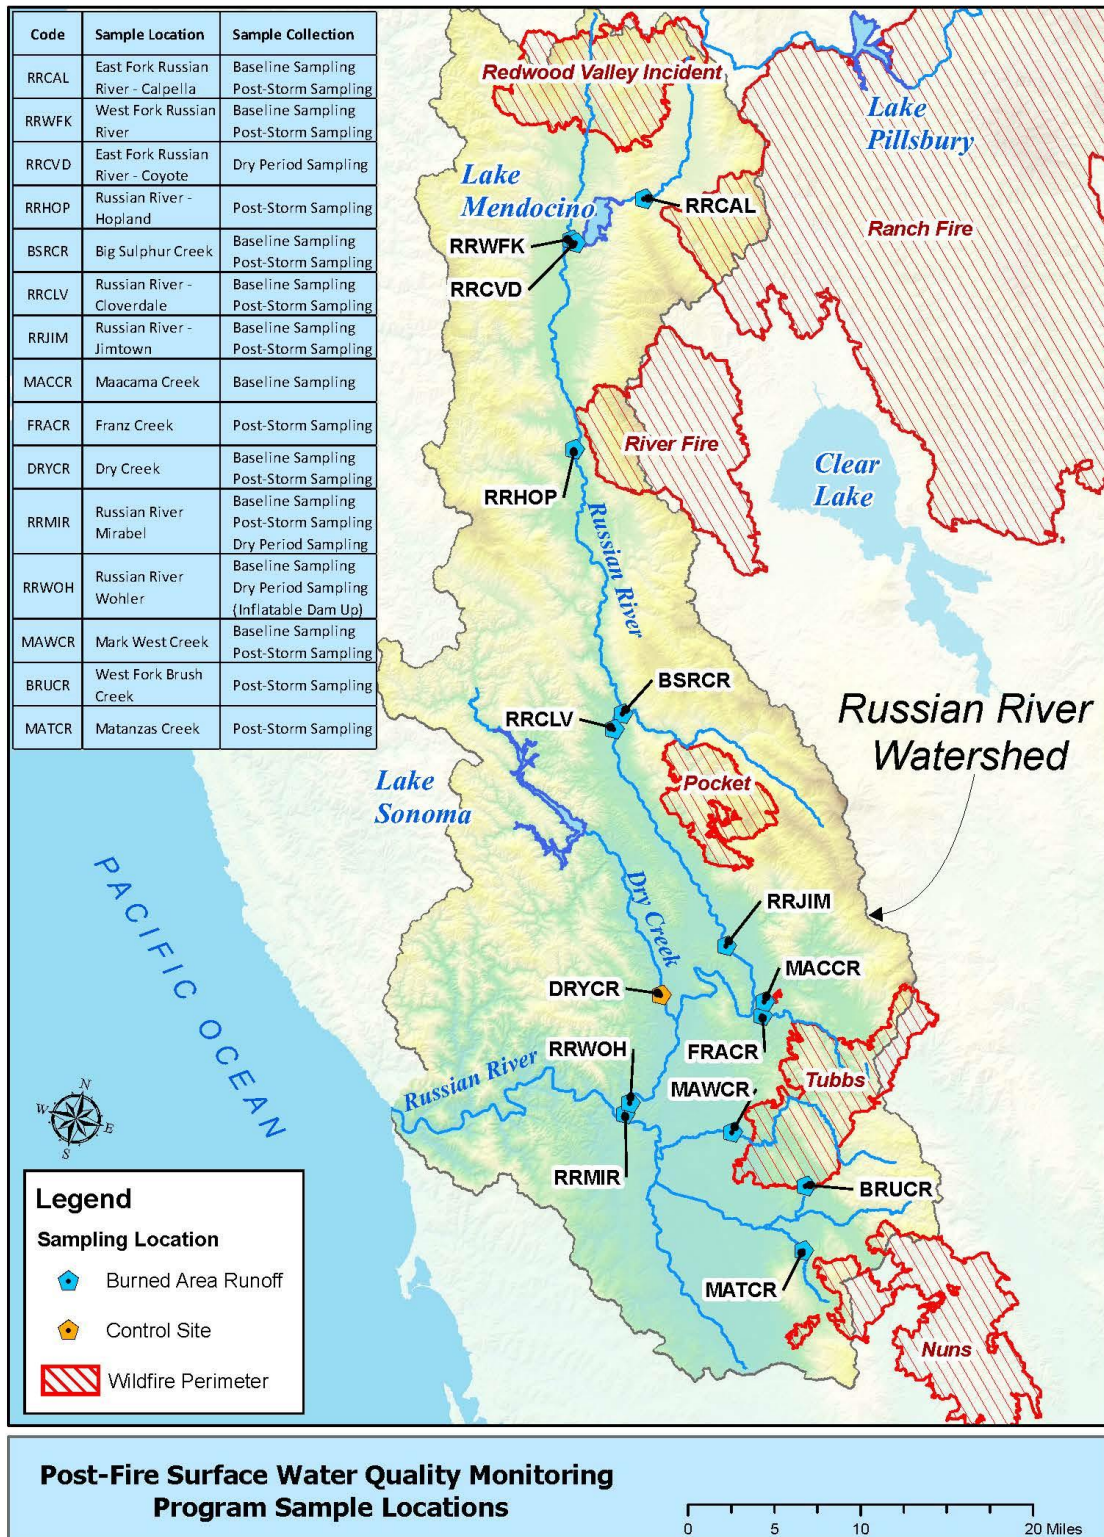 Code Sample Location Sample Collection
RRCAL East Fork Russian River - Calpella Baseline Sampling Post-Storm Sampling
RRWFK West Fork Russian River Baseline Sampling Post-Storm Sampling
RRCVD East Fork Russian River - Coyote Dry Period Sampling
RRHOP Russian River - Hopland Post-Storm Sampling
BSRCR Big Sulphur Creek Baseline Sampling Post-Storm Sampling
RRCLV Russian River - Cloverdale Baseline Sampling Post-Storm Sampling
RRJIM Russian River - Jimtown Baseline Sampling Post-Storm Sampling
MACCR Maacama Creek Baseline Sampling
FRACR Franz Creek Post-Storm Sampling
DRYCR Dry Creek Baseline Sampling Post-Storm Sampling
RRMIR Russian River Mirabel Baseline Sampling Post-Storm Sampling Dry Period Sampling
RRWOH Russian River Wohler Baseline Sampling Dry Period Sampling (Inflatable Dam Up)
MAWCR Mark West Creek Baseline Sampling Post-Storm Sampling
BRUCR West Fork Brush Creek Post-Storm Sampling
MATCR Matanzas Creek Post-Storm Sampling
Redwood Valley Incident
Lake
Pillsbury
Lake
Mendocino
RRCAL
Ranch Fire
RRWFK
RRCVD
River Fire
Clear
Lake
RRHOP
Russian River
BSRCR
RRCLV
Russian River
Watershed
Pocket
Lake
Sonoma
PACIFIC OCEAN
Dry Creek
RRJIM
MACCR
DRYCR
RRWOH
FRACR
Russian River
MAWCR
Tubbs
N
W
E
S
RRMIR
BRUCR
MATCR
Nuns
Legend
Sampling Location
Burned Area Runoff
Control Site
Wildfire Perimeter
Post-Fire Surface Water Quality Monitoring
Program Sample Locations
0 5 10 20 Miles